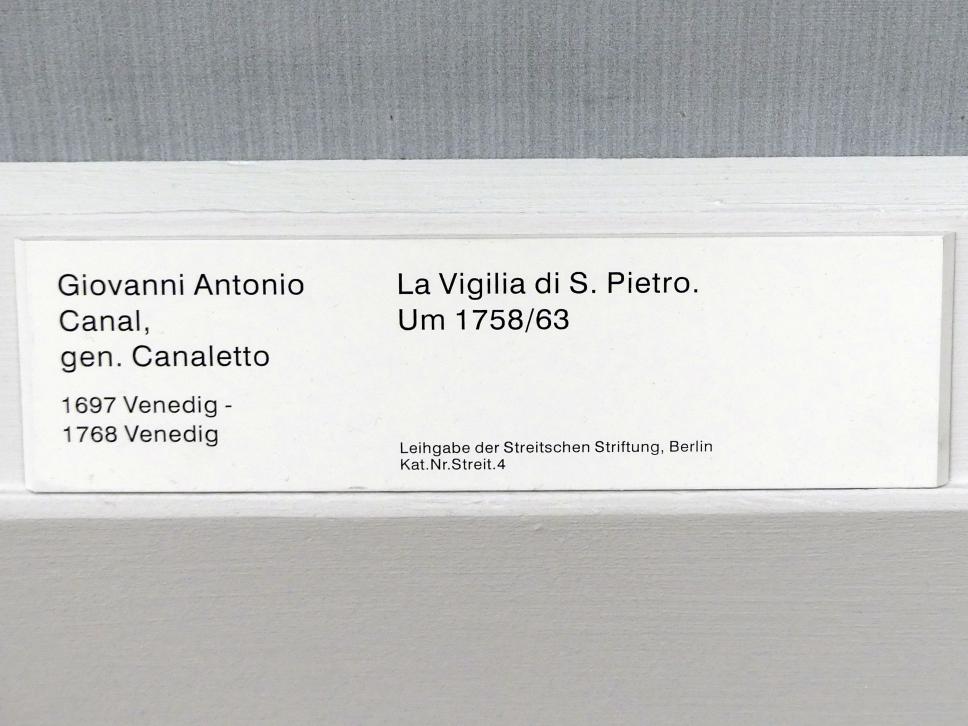 Giovanni Antonio
Canal,
gen. Canaletto
1697 Venedig -
1768 Venedig
La Vigilia di S. Pietro.
Um 1758/63
Leihgabe der Streitschen Striftung, Berlin
Kat.Nr.Streit.4